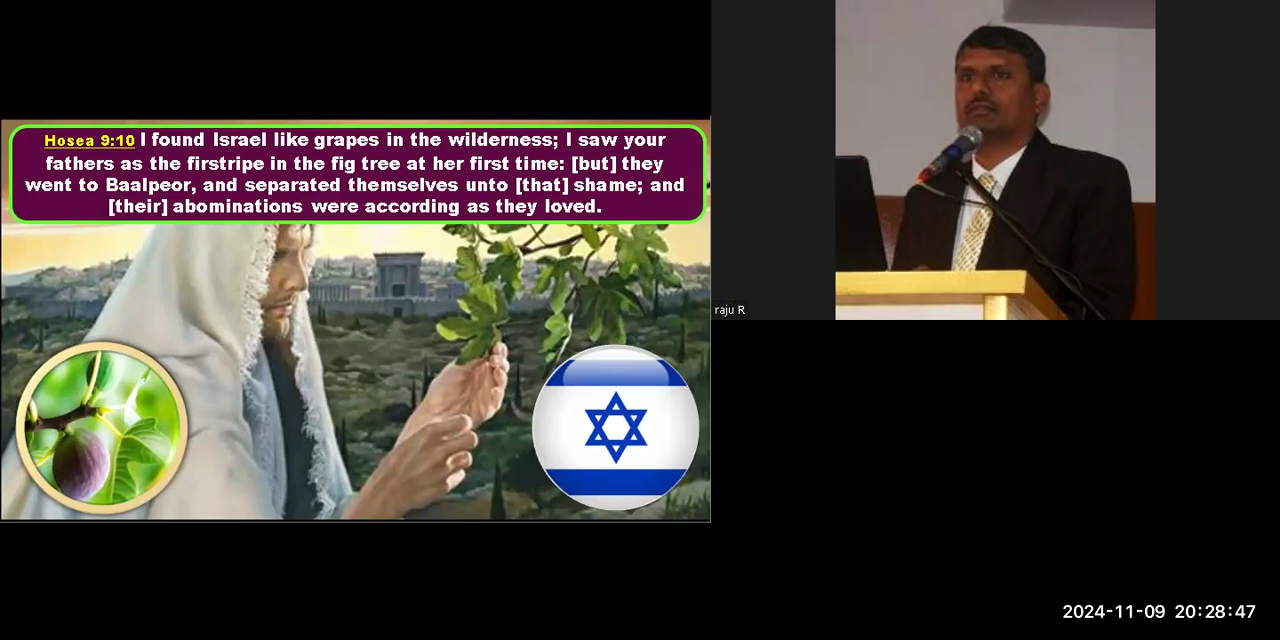 Hosea 9:10 I found Israel like grapes in the wilderness; I saw your
fathers as the firstripe in the fig tree at her first time: [but] they
went to Baalpeor, and separated themselves unto [that] shame; and
[their] abominations were according as they loved.
raju R
2024-11-09 20:28:47